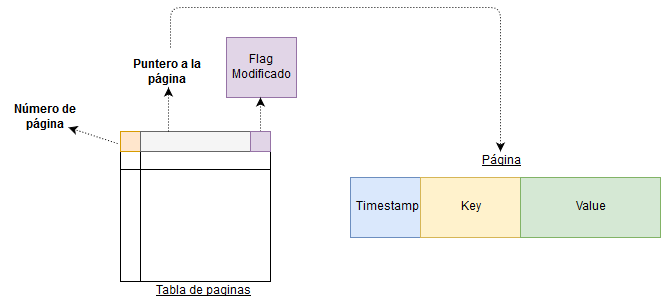 Puntero a la
página
Flag
Modificado
Número de
página
Página
Timestamp
Key
Value
Tabla de paginas